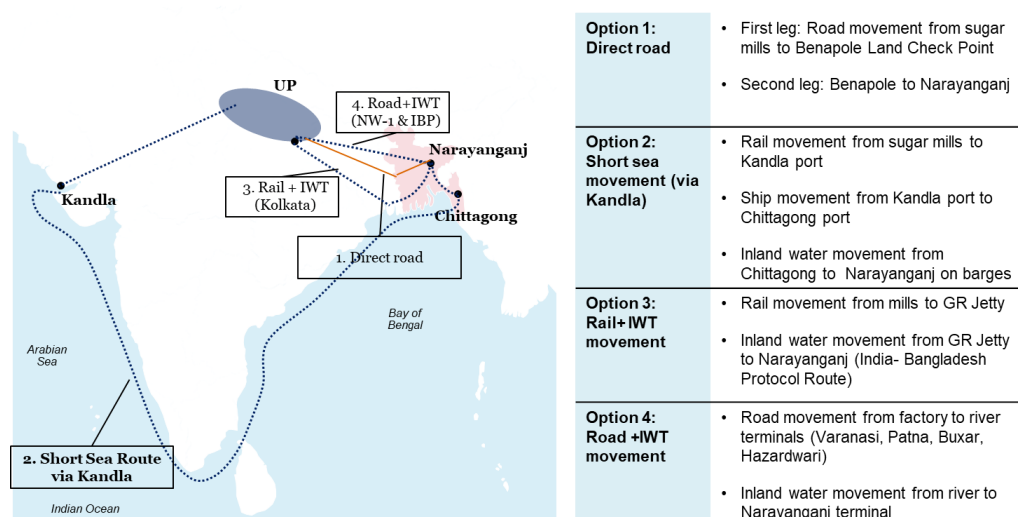 UP
4. Road+IWT
(NW-1 & IBP)
Narayanganj
3. Rail + IWT
(Kolkata)
Kandla
Chittagong
1. Direct road
Bay of
Bengal
Arabian
Sea
2. Short Sea Route
via Kandla
Indian Ocean
Option 1:
Direct road
• First leg: Road movement from sugar
mills to Benapole Land Check Point
• Second leg: Benapole to Narayanganj
Option 2:
Short sea
movement (via
Kandla)
• Rail movement from sugar mills to
Kandla port
• Ship movement from Kandla port to
Chittagong port
• Inland water movement from
Chittagong to Narayanganj on barges
Option 3:
Rail+ IWT
movement
• Rail movement from mills to GR Jetty
• Inland water movement from GR Jetty
to Narayanganj (India- Bangladesh
Protocol Route)
Option 4:
Road +IWT
movement
• Road movement from factory to river
terminals (Varanasi, Patna, Buxar,
Hazardwari)
• Inland water movement from river to
Narayanganj terminal